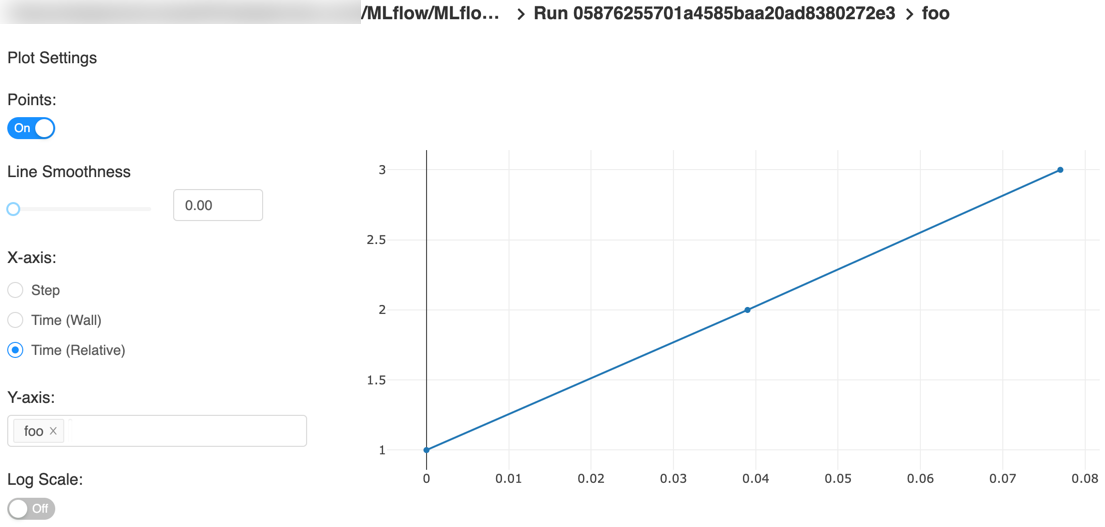 /MLflow/MLflo... > Run 05876255701a4585baa20ad8380272e3 > foo
Plot Settings
Points:
On
Line Smoothness
0.00
X-axis:
Step
Time (Wall)
Time (Relative)
Y-axis:
foo ×
Log Scale:
Off
3
2.5
2
1.5
1
0 0.01 0.02 0.03 0.04 0.05 0.06 0.07 0.08